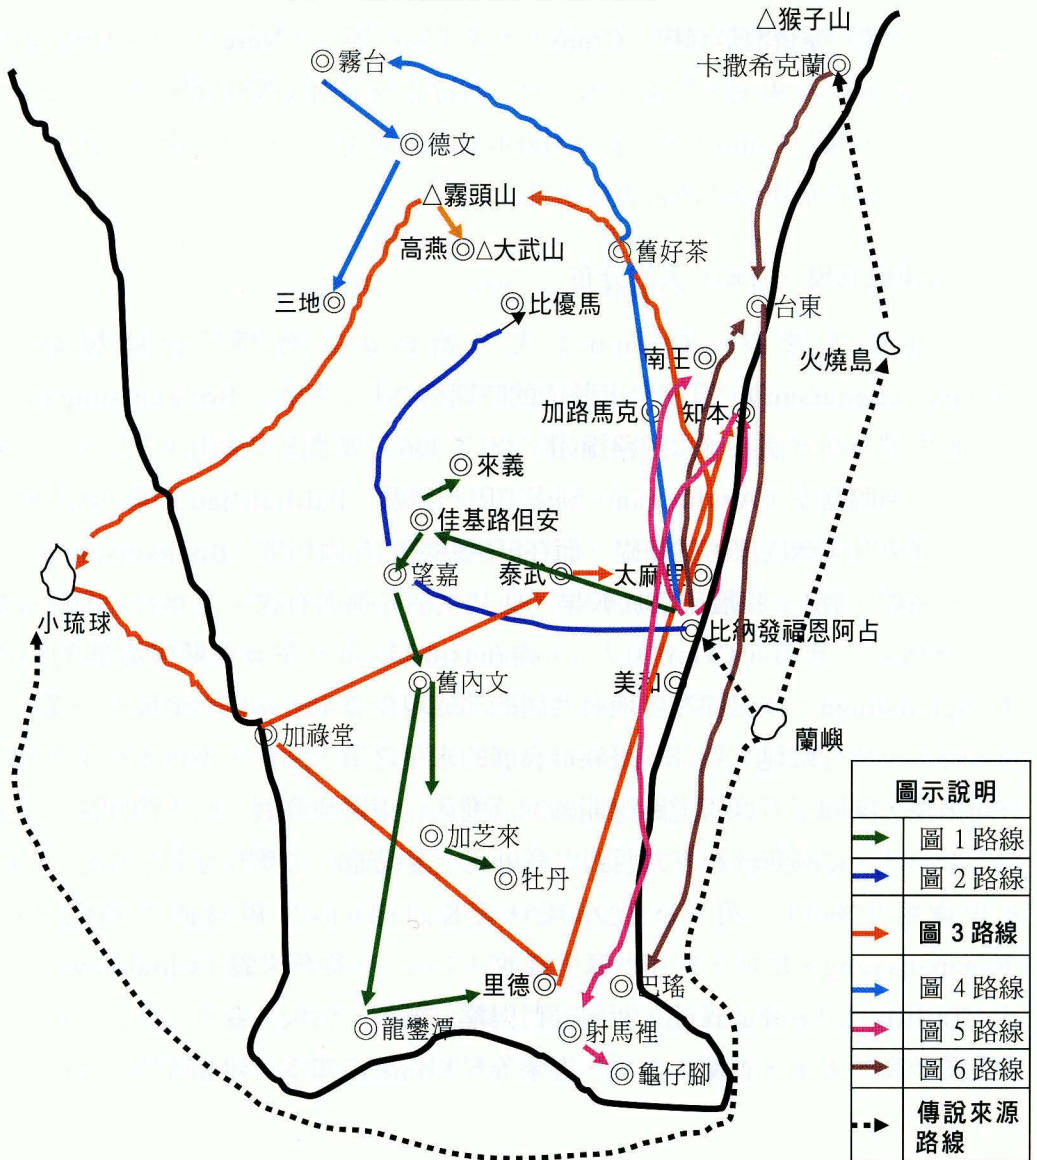 △猴子山
◎霧台
卡撒希克蘭◎
◎德文
△霧頭山
高燕◎△大武山
◎舊好茶
三地◎
◎比優馬
◎台東
南王◎
火燒島
加路馬克◎
知本◎
◎來義
◎佳基路但安
◎望嘉
泰武◎
太麻里◎
小琉球
◎比納發福恩阿占
◎舊內文
美和◎
◎加祿堂
蘭嶼
◎加芝來
◎牡丹
里德◎
◎巴瑤
◎龍鑾潭
◎射馬裡
◎龜仔腳
圖示說明
圖1路線
圖2路線
圖3路線
圖4路線
圖5路線
圖6路線
傳說來源
路線